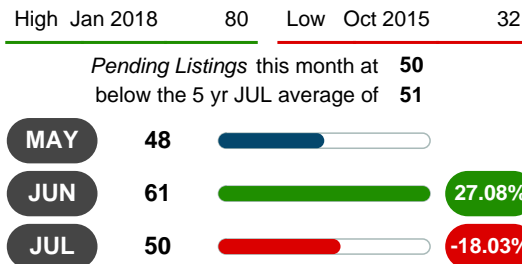 High Jan 2018 80 Low Oct 2015 32
Pending Listings this month at 50
below the 5 yr JUL average of 51
MAY 48
JUN 61 27.08%
JUL 50 -18.03%